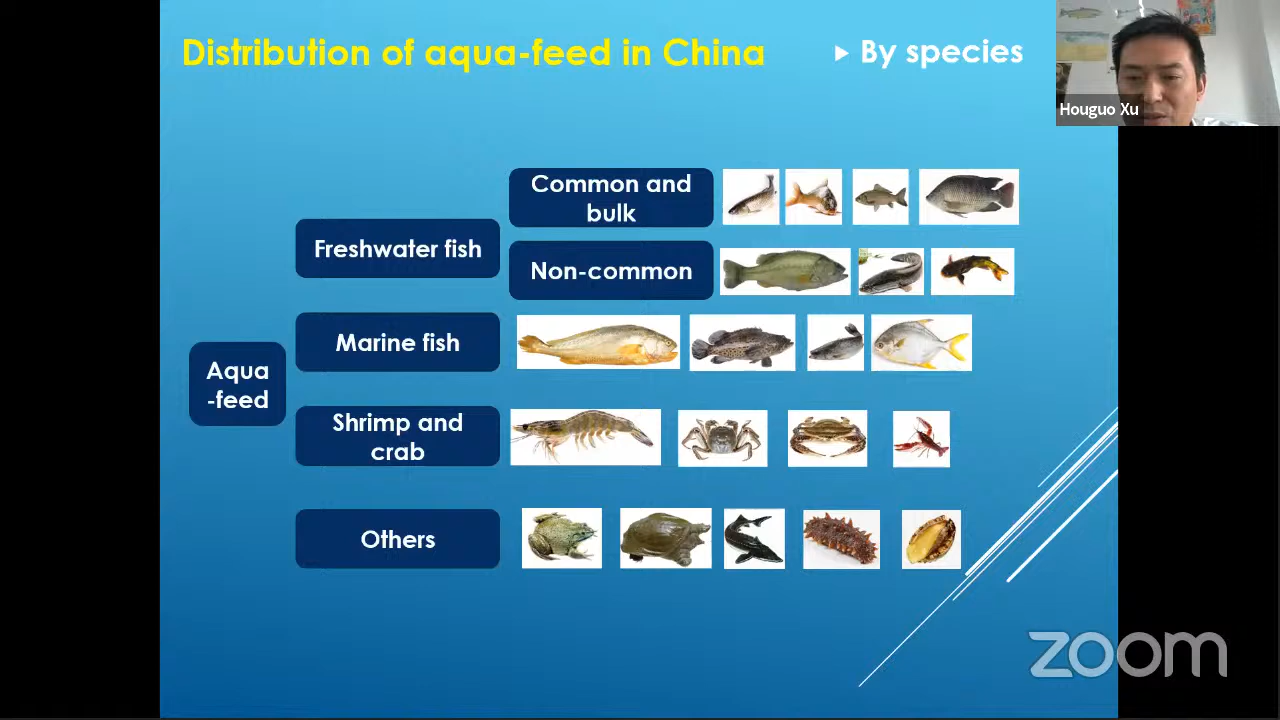 Distribution of aqua-feed in China
By species
Houguo Xu
Common and
bulk
Freshwater fish
Non-common
Marine fish
Aqua
-feed
Shrimp and
crab
Others
zoom